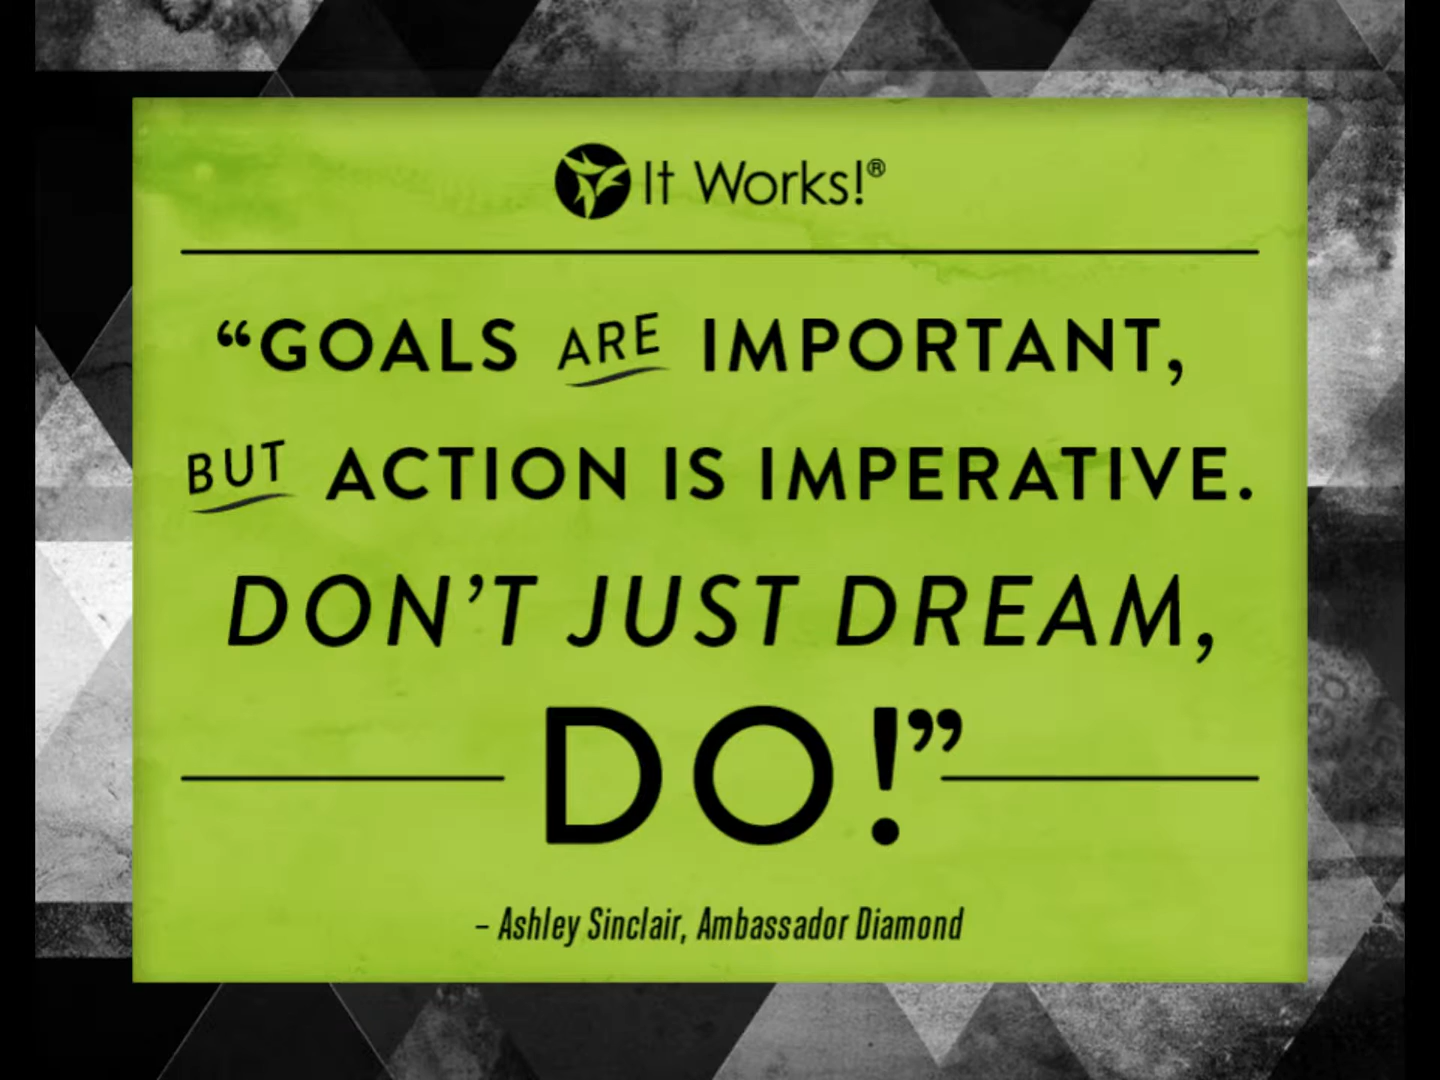 It Works!®
“GOALS ARE IMPORTANT,
BUT ACTION IS IMPERATIVE.
DON’T JUST DREAM,
DO!”
– Ashley Sinclair, Ambassador Diamond